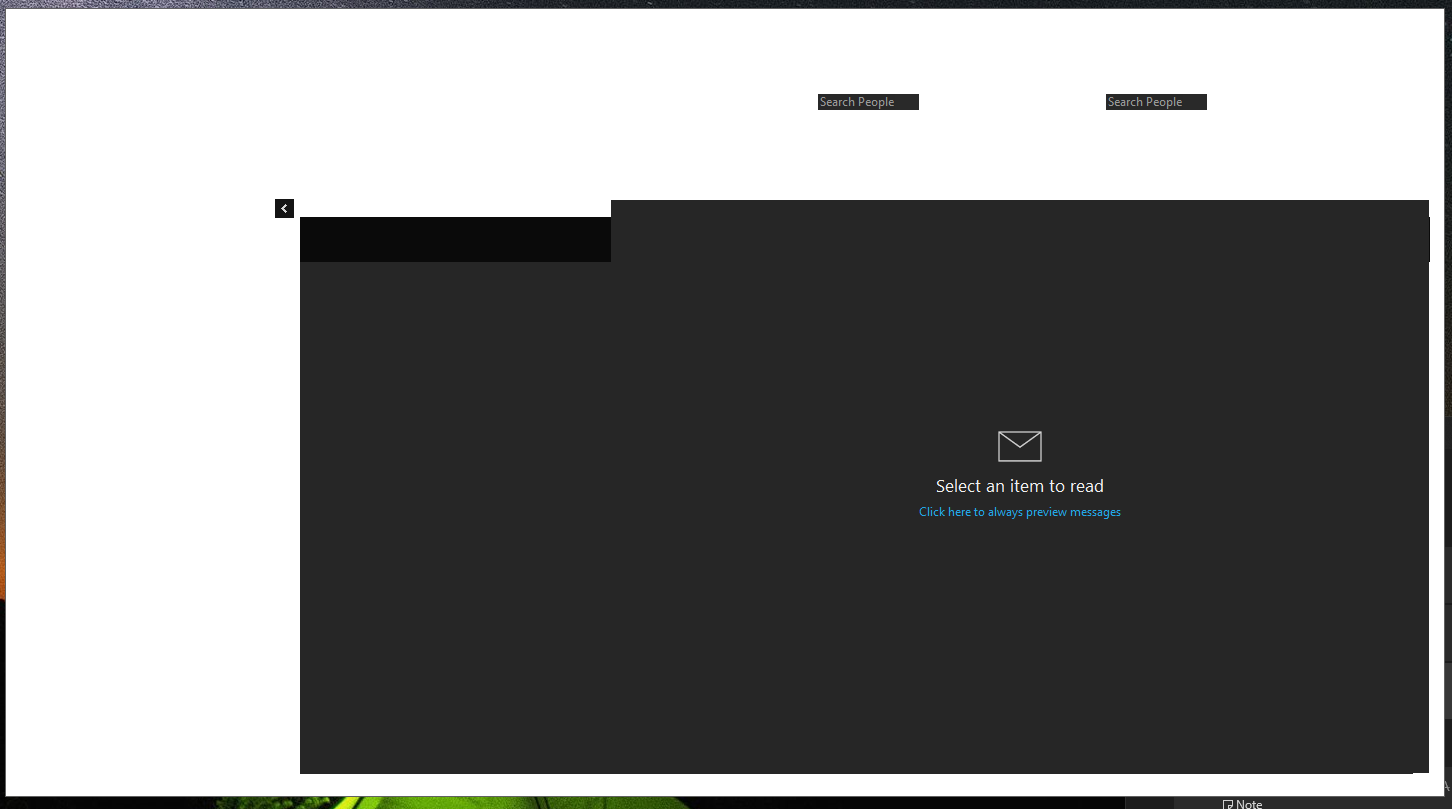 Search People
Search People
Select an item to read
Click here to always preview messages
Note